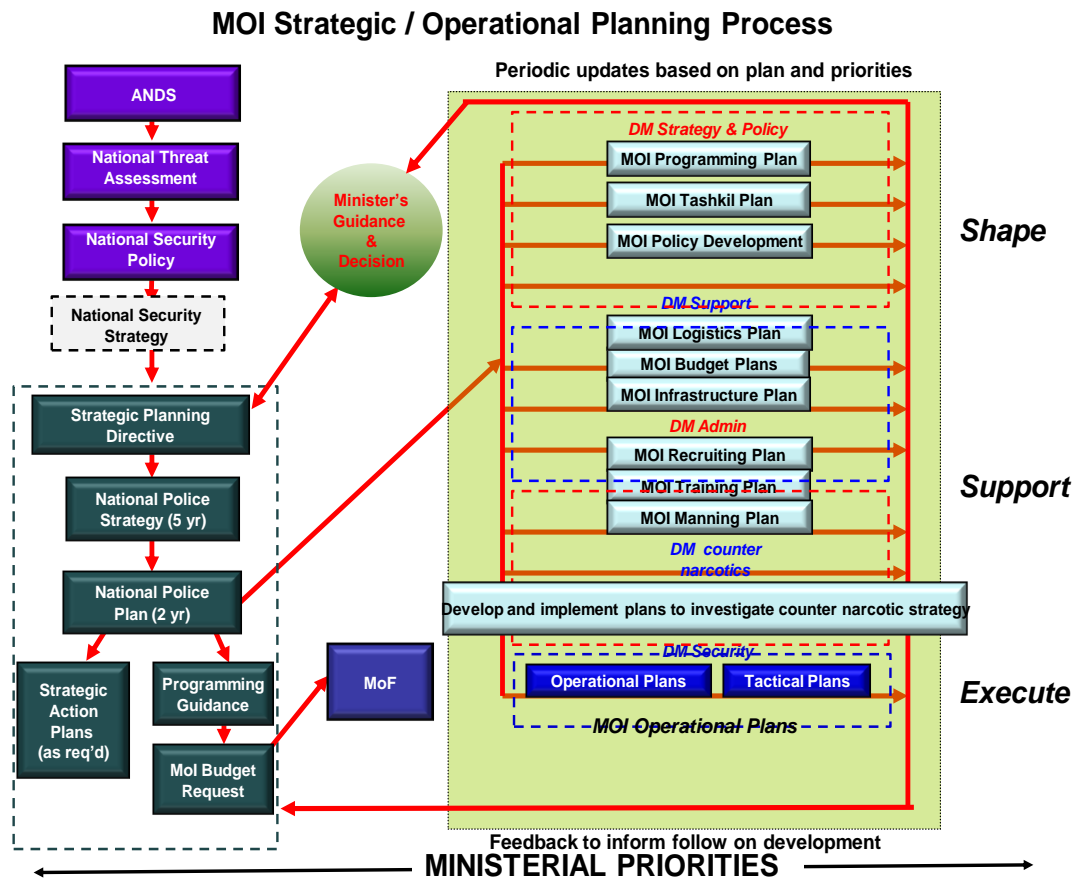 MOI Strategic / Operational Planning Process
ANDS
National Threat
Assessment
National Security
Policy
National Security
Strategy
Strategic Planning
Directive
National Police
Strategy (5 yr)
National Police
Plan (2 yr)
Strategic
Action
Plans
(as req'd)
Programming
Guidance
MoI Budget
Request
MoF
Minister's
Guidance
&
Decision
Periodic updates based on plan and priorities
DM Strategy & Policy
MOI Programming Plan
MOI Tashkil Plan
MOI Policy Development
DM Support
MOI Logistics Plan
MOI Budget Plans
MOI Infrastructure Plan
DM Admin
MOI Recruiting Plan
MOI Training Plan
MOI Manning Plan
DM counter
narcotics
Develop and implement plans to investigate counter narcotic strategy
DM Security
Operational Plans
Tactical Plans
MOI Operational Plans
Shape
Support
Execute
Feedback to inform follow on development
MINISTERIAL PRIORITIES